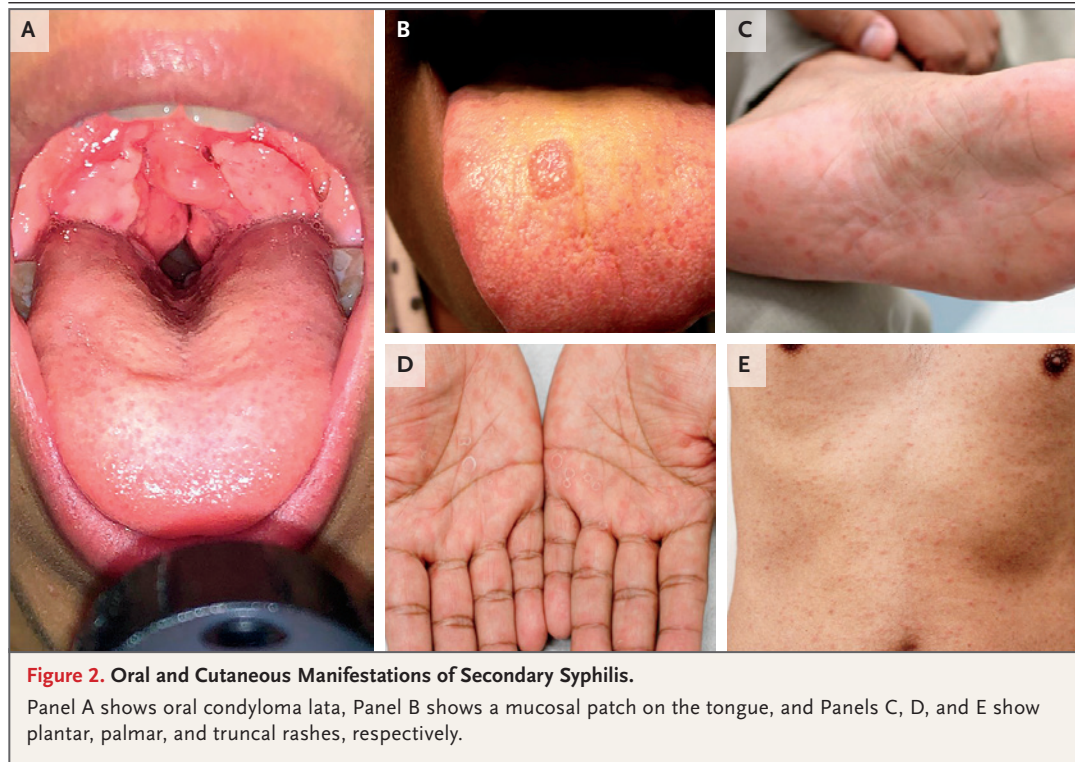 A
B
C
D
E
Figure 2. Oral and Cutaneous Manifestations of Secondary Syphilis.
Panel A shows oral condyloma lata, Panel B shows a mucosal patch on the tongue, and Panels C, D, and E show
plantar, palmar, and truncal rashes, respectively.